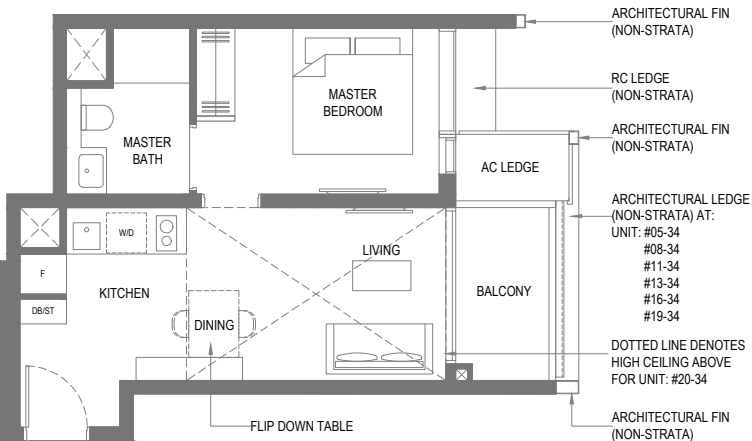 ARCHITECTURAL FIN
(NON-STRATA)
RC LEDGE
(NON-STRATA)
ARCHITECTURAL FIN
(NON-STRATA)
MASTER
BEDROOM
MASTER
BATH
AC LEDGE
ARCHITECTURAL LEDGE
(NON-STRATA) AT:
UNIT: #05-34
#08-34
#11-34
#13-34
#16-34
#19-34
W/D
LIVING
F
KITCHEN
BALCONY
DB/ST
DINING
DOTTED LINE DENOTES
HIGH CEILING ABOVE
FOR UNIT: #20-34
FLIP DOWN TABLE
ARCHITECTURAL FIN
(NON-STRATA)